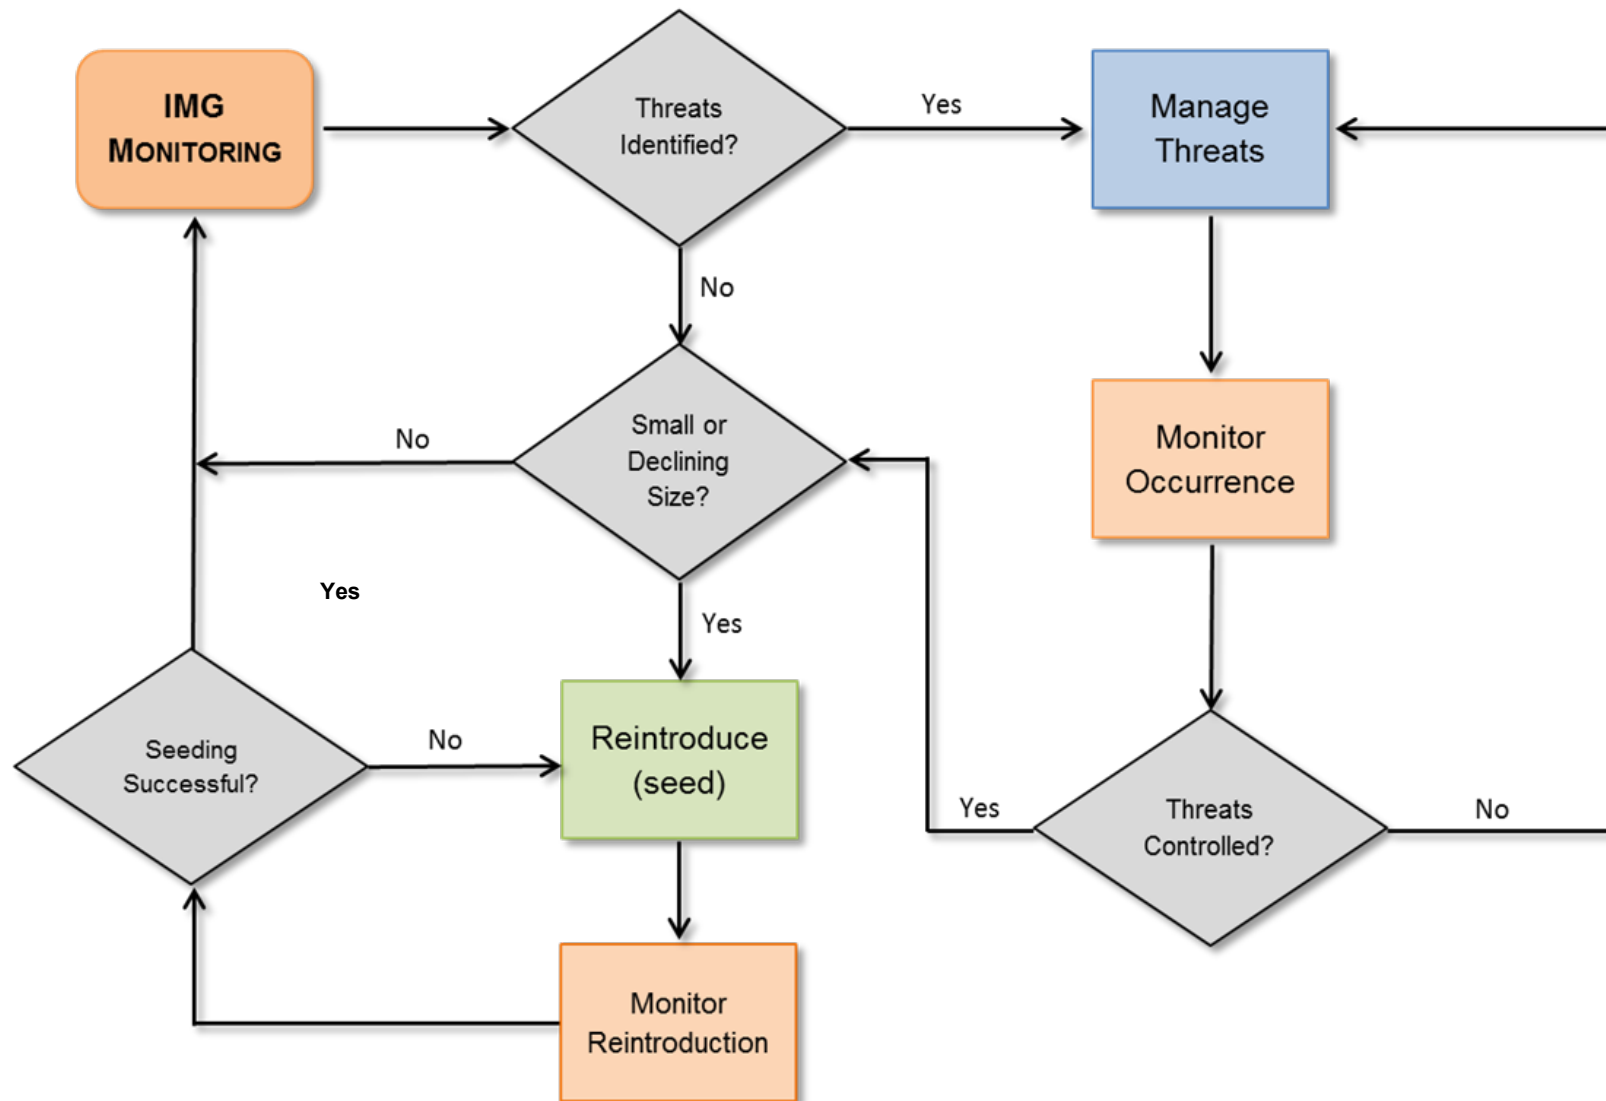 IMG
MONITORING
Threats
Identified?
Yes
Manage
Threats
No
Small or
Declining
Size?
No
Monitor
Occurrence
Yes
Yes
Seeding
Successful?
No
Reintroduce
(seed)
Yes
Threats
Controlled?
No
Monitor
Reintroduction